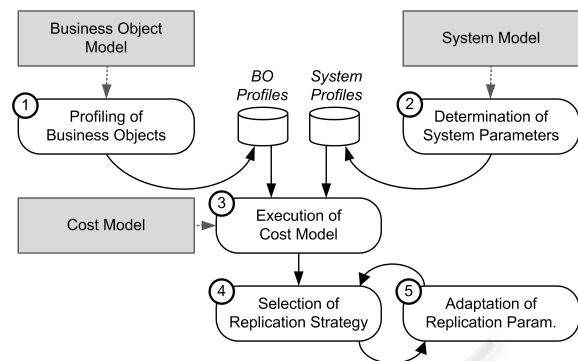 Business Object
Model
System Model
BO
Profiles
System
Profiles
1
Profiling of
Business Objects
2
Determination of
System Parameters
Cost Model
3
Execution of
Cost Model
4
Selection of
Replication Strategy
5
Adaptation of
Replication Param.